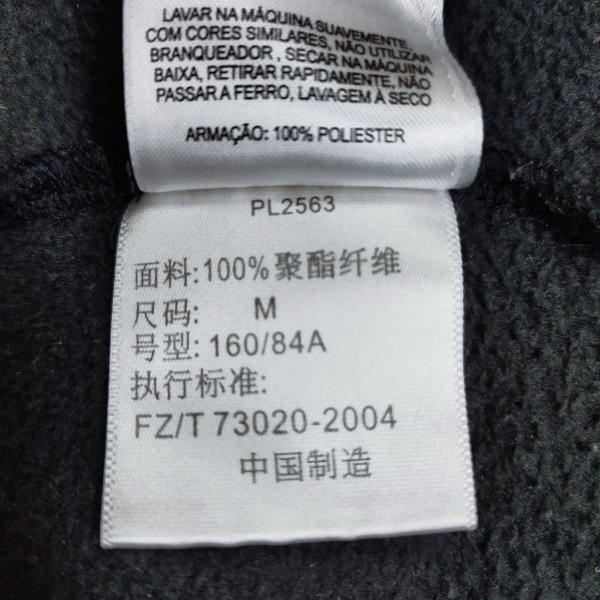 LAVAR NA MÁQUINA SUAVEMENTE
COM CORES SIMILARES, NÃO UTILIZAR
BRANQUEADOR, SECAR NA MÁQUINA
BAIXA, RETIRAR RAPIDAMENTE, NÃO
PASSAR A FERRO, LAVAGEM À SECO
ARMAÇÃO: 100% POLIESTER
PL2563
面料:100%聚酯纤维
尺码: M
号型: 160/84A
执行标准:
FZ/T 73020-2004
中国制造